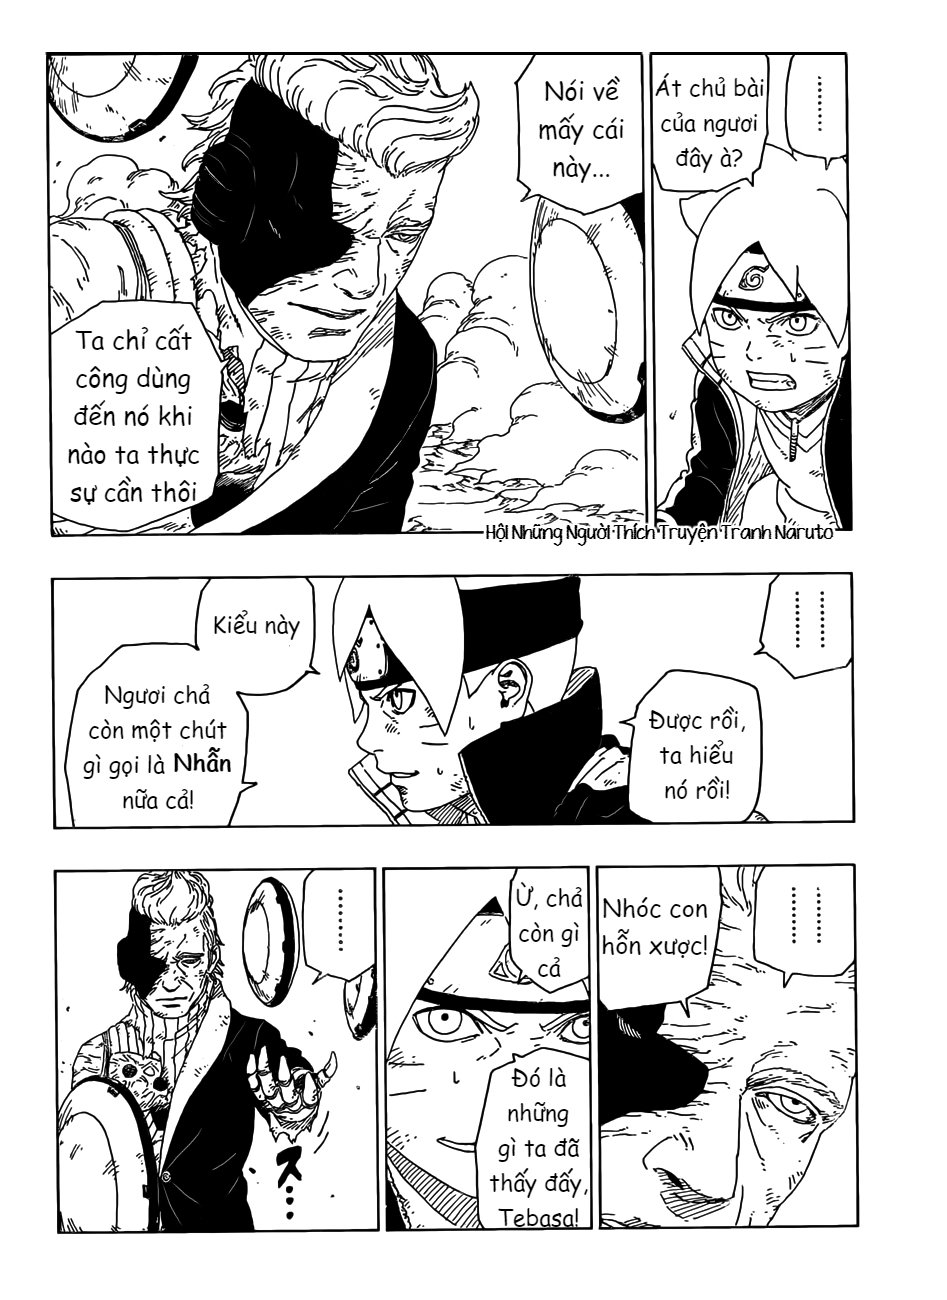 ........
Át chủ bài
của ngươi
đây à?
Nói về
mấy cái
này...
Ta chỉ cất
công dùng
đến nó khi
nào ta thực
sự cần thôi
Hội Những Người Thích Truyện Tranh Naruto
........
........
Được rồi,
ta hiểu
nó rồi!
Kiểu này
Ngươi chả
còn một chút
gì gọi là Nhẫn
nữa cả!
........
........
Nhóc con
hỗn xược!
Ừ, chả
còn gì
cả
Đó là
những
gì ta đã
thấy đấy,
Tebasa!
........
ス...